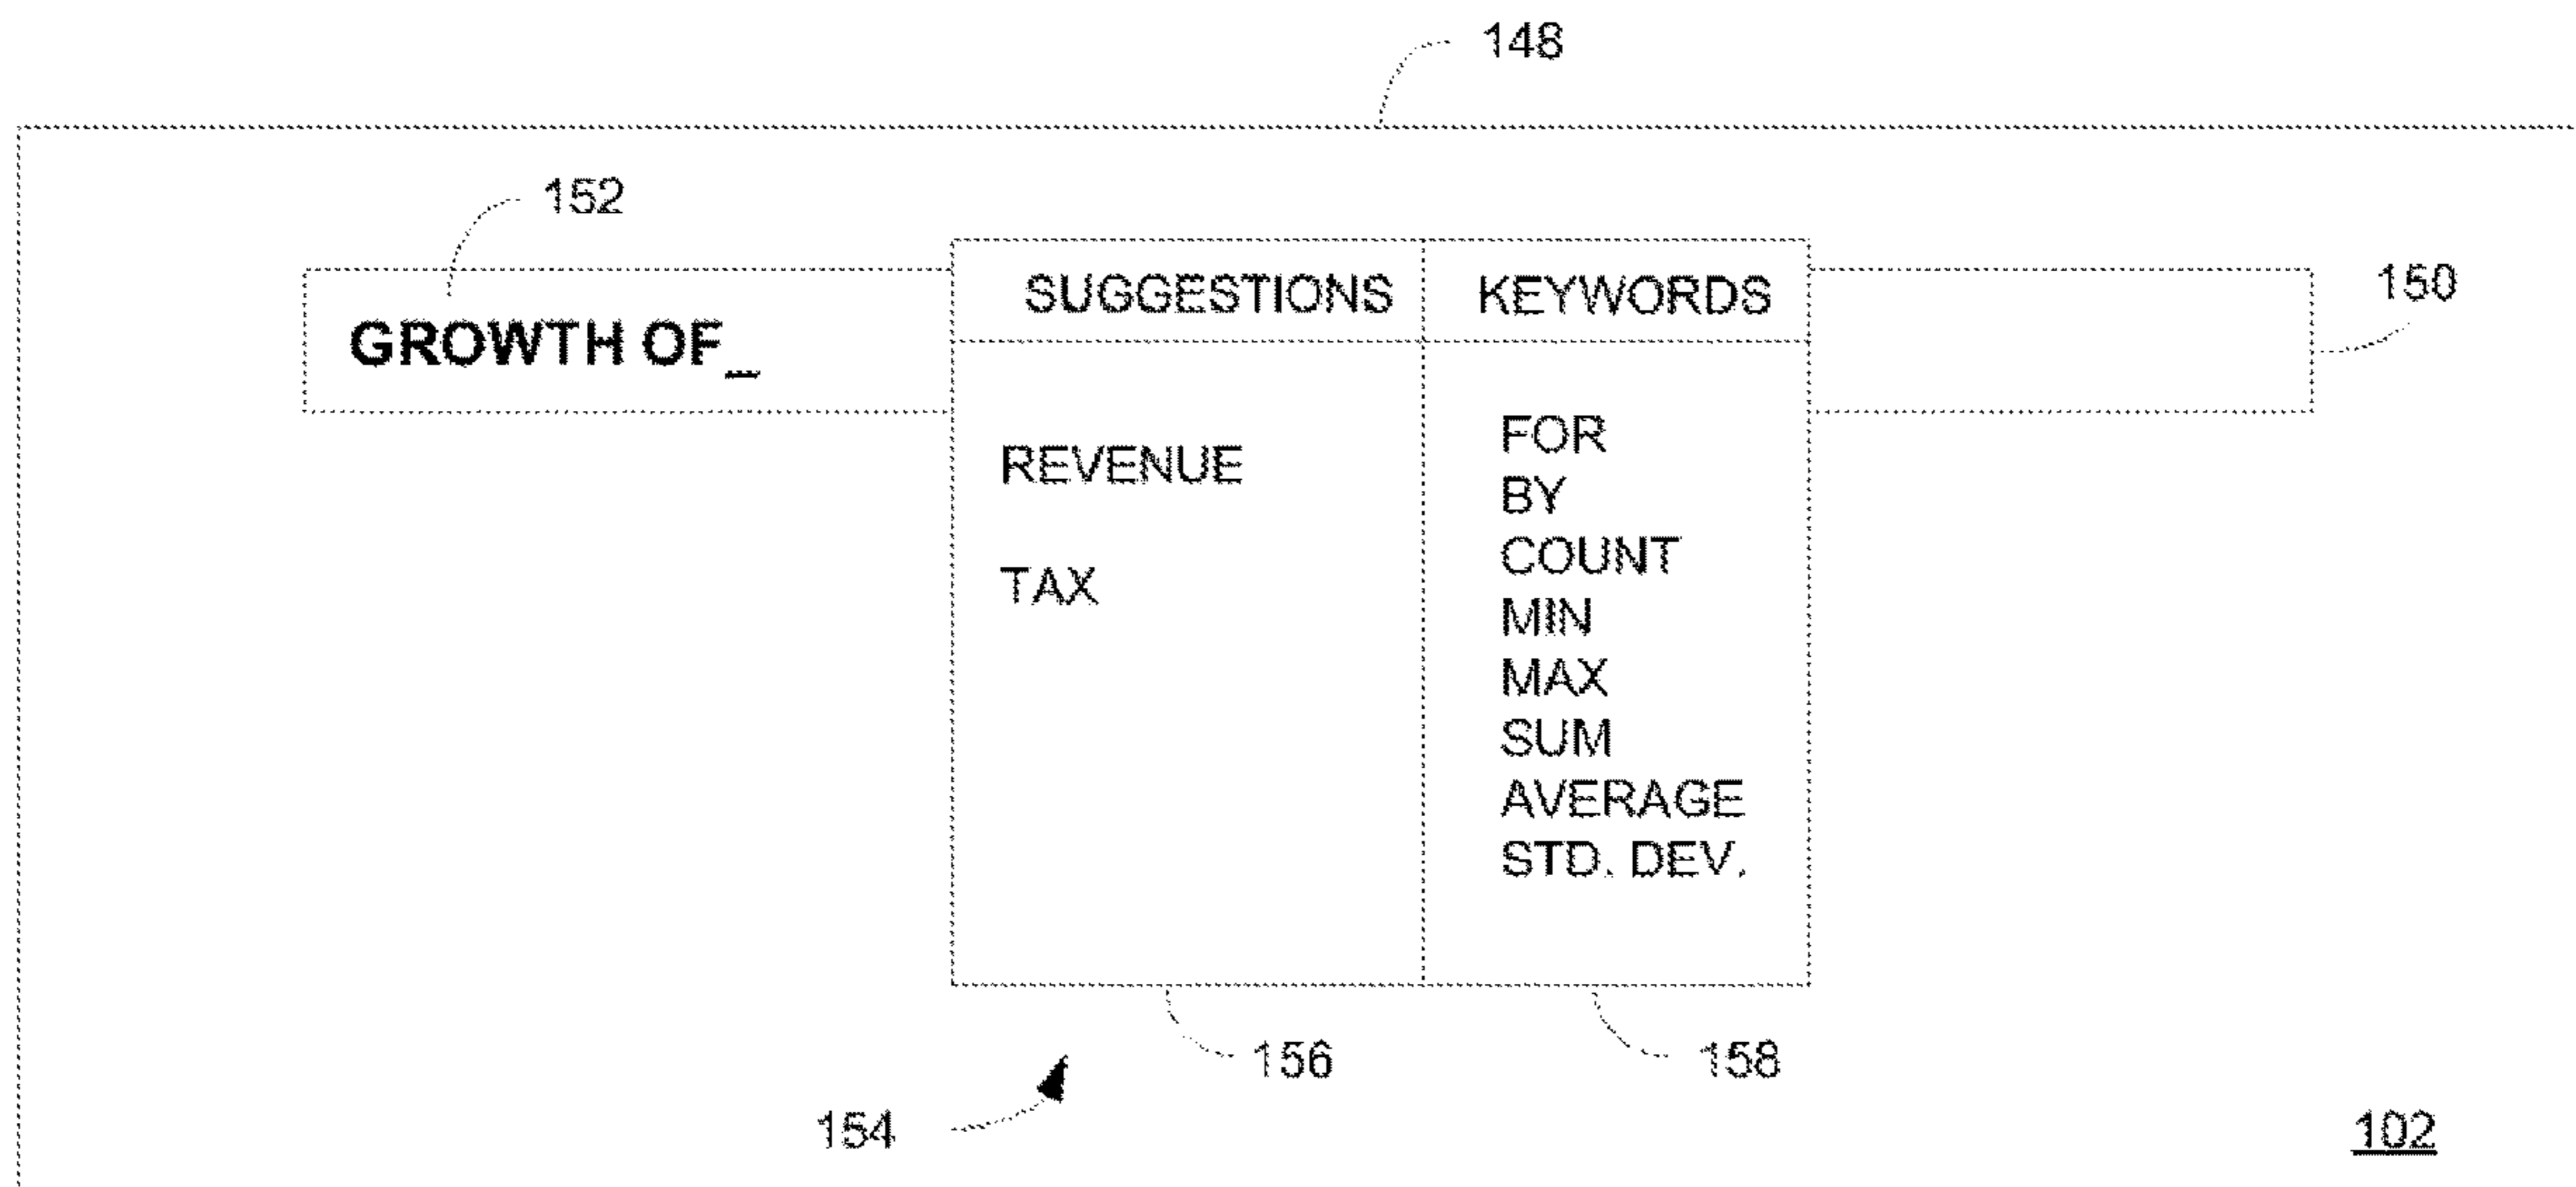 148
152
SUGGESTIONS KEYWORDS
150
GROWTH OF_
FOR
REVENUE
BY
COUNT
TAX
MIN
MAX
SUM
AVERAGE
STD. DEV.
156 158
154
102